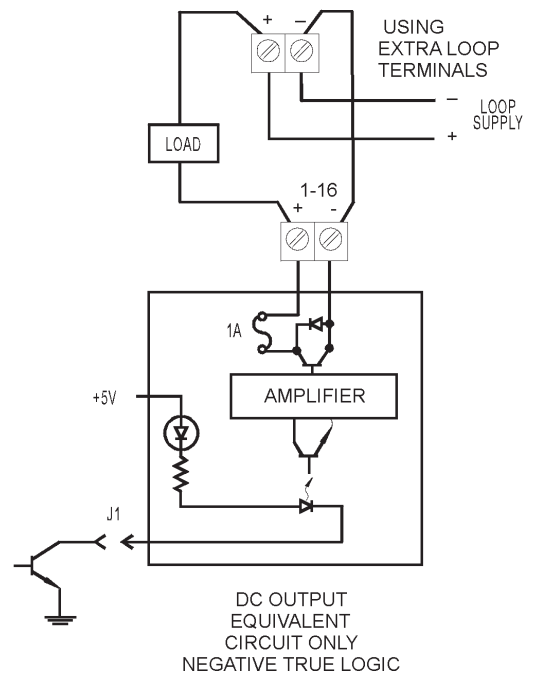 + –
USING
EXTRA LOOP
TERMINALS
–
LOOP
SUPPLY
+
LOAD
1-16
+ -
1A
AMPLIFIER
+5V
J1
DC OUTPUT
EQUIVALENT
CIRCUIT ONLY
NEGATIVE TRUE LOGIC